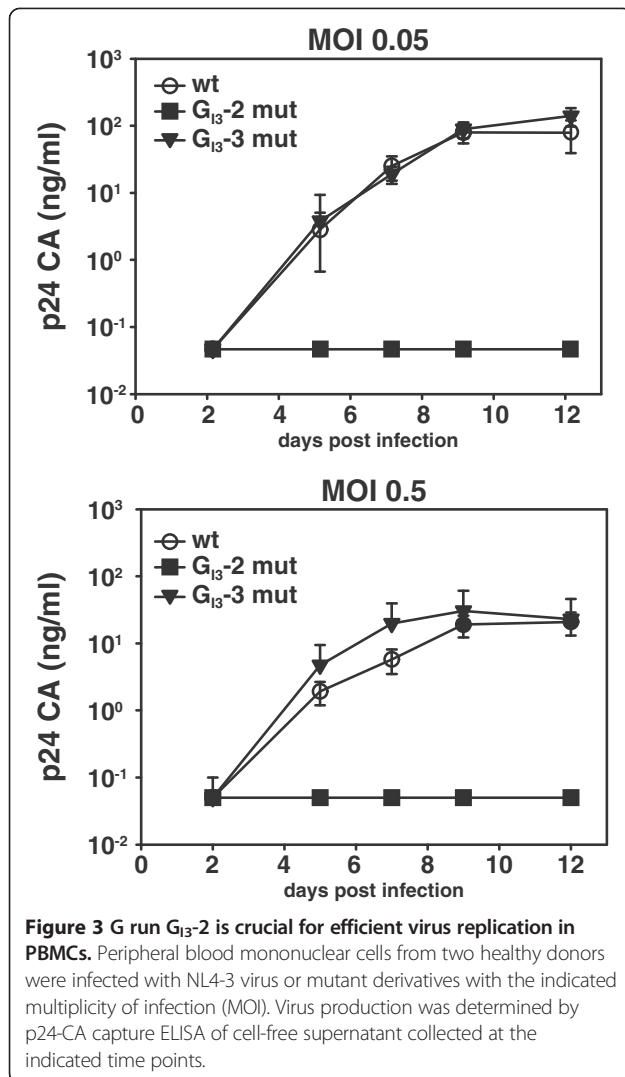 MOI 0.05
10³
10²
10¹
10⁰
10⁻¹
10⁻²
p24 CA (ng/ml)
wt
G_I3-2 mut
G_I3-3 mut
0 2 4 6 8 10 12
days post infection
MOI 0.5
10³
10²
10¹
10⁰
10⁻¹
10⁻²
p24 CA (ng/ml)
wt
G_I3-2 mut
G_I3-3 mut
0 2 4 6 8 10 12
days post infection
Figure 3 G run G_I3-2 is crucial for efficient virus replication in
PBMCs. Peripheral blood mononuclear cells from two healthy donors
were infected with NL4-3 virus or mutant derivatives with the indicated
multiplicity of infection (MOI). Virus production was determined by
p24-CA capture ELISA of cell-free supernatant collected at the
indicated time points.